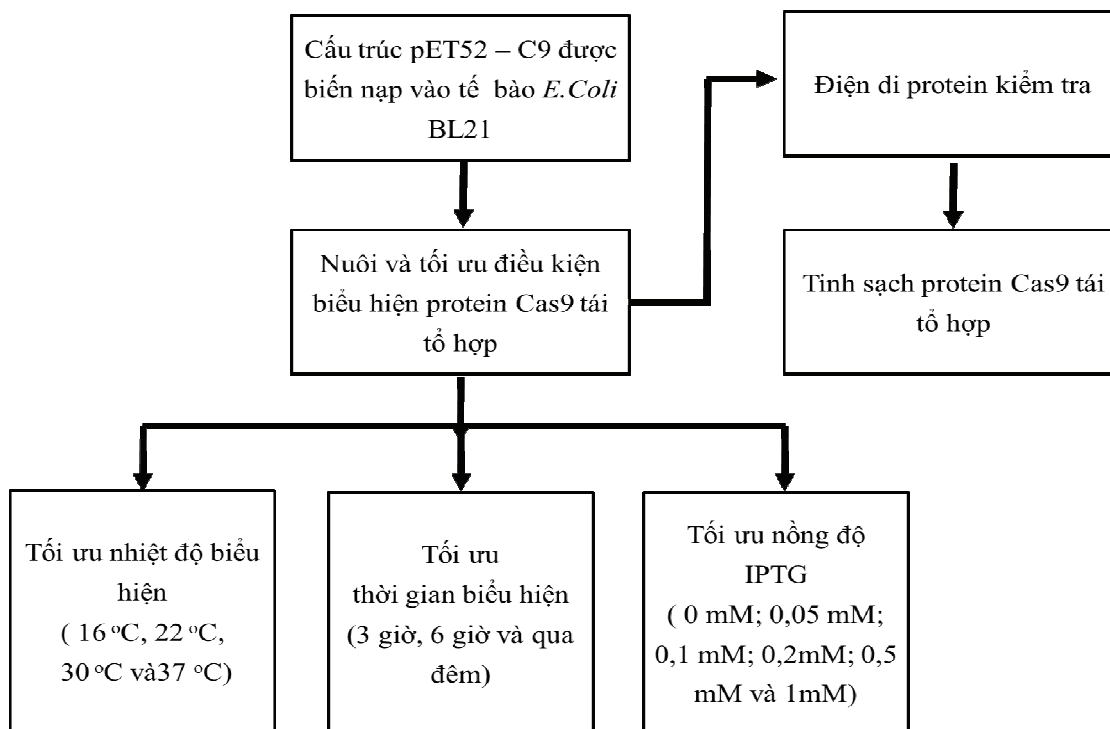 Cấu trúc pET52 – C9 được
biến nạp vào tế bào E.Coli
BL21
Điện di protein kiểm tra
Nuôi và tối ưu điều kiện
biểu hiện protein Cas9 tái
tổ hợp
Tinh sạch protein Cas9 tái
tổ hợp
Tối ưu nhiệt độ biểu
hiện
( 16 °C, 22 °C,
30 °C và37 °C)
Tối ưu
thời gian biểu hiện
(3 giờ, 6 giờ và qua
đêm)
Tối ưu nồng độ
IPTG
( 0 mM; 0,05 mM;
0,1 mM; 0,2mM; 0,5
mM và 1mM)